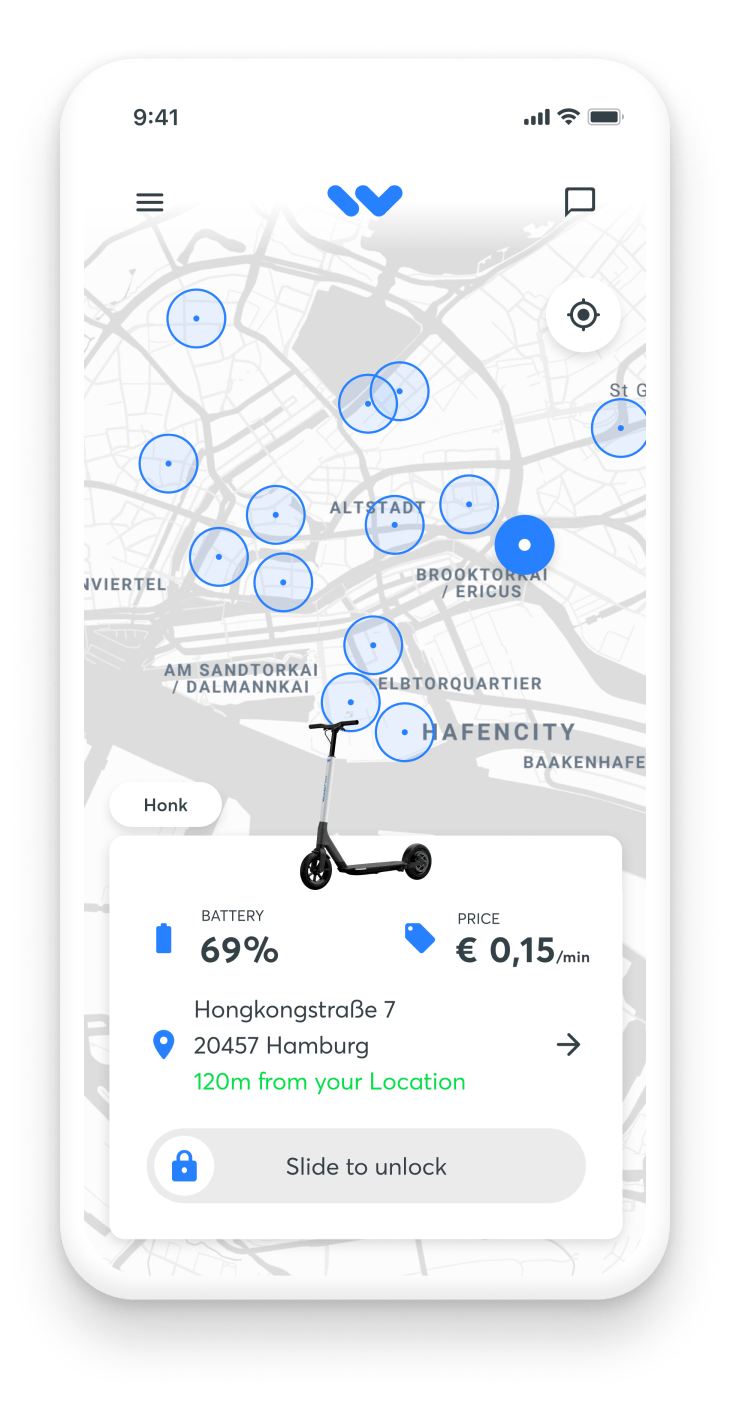 9:41
St G
ALTSTADT
NVIERTEL
BROOKTORKAI
/ ERICUS
AM SANDTORKAI
/ DALMANNKAI
ELBTORQUARTIER
HAFENCITY
BAAKENHAFE
Honk
BATTERY
69%
PRICE
€ 0,15/min
Hongkongstraße 7
20457 Hamburg
120m from your Location
Slide to unlock